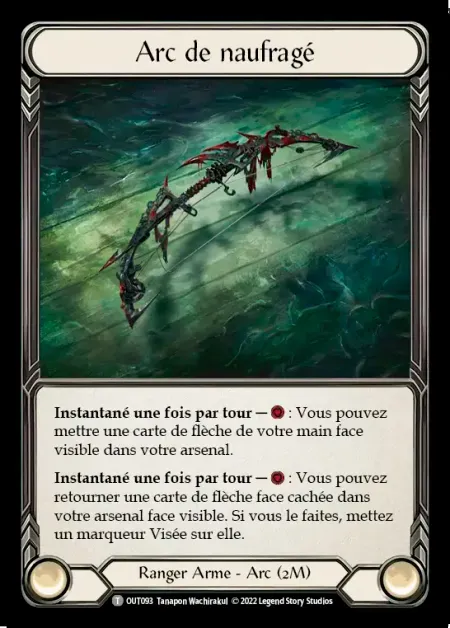 Arc de naufragé
Instantané une fois par tour — : Vous pouvez
mettre une carte de flèche de votre main face
visible dans votre arsenal.
Instantané une fois par tour — : Vous pouvez
retourner une carte de flèche face cachée dans
votre arsenal face visible. Si vous le faites, mettez
un marqueur Visée sur elle.
Ranger Arme - Arc (2M)
T OUT093 Tanapon Wachirakul © 2022 Legend Story Studios